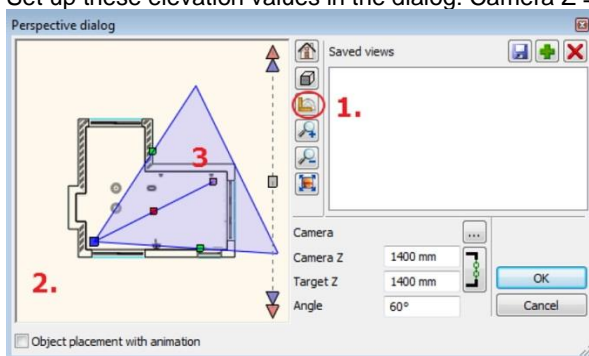 Set up these elevation values in the dialog: Camera Z
Perspective dialog
Saved views
1.
3
2.
Camera
...
Camera Z 1400 mm
Target Z 1400 mm
Angle 60°
OK
Cancel
Object placement with animation